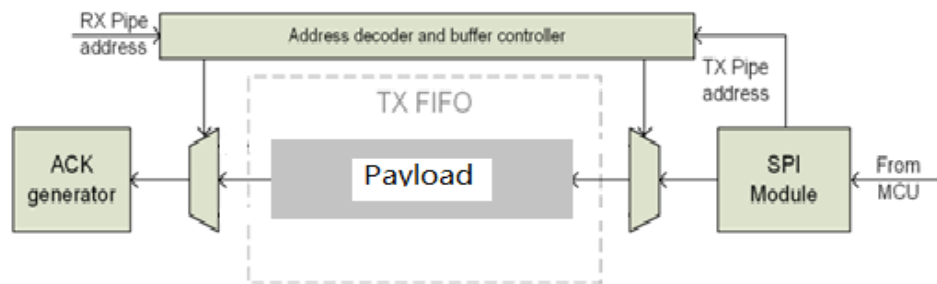 RX Pipe
address
Address decoder and buffer controller
TX Pipe
address
TX FIFO
ACK
generator
Payload
SPI
Module
From
MCU